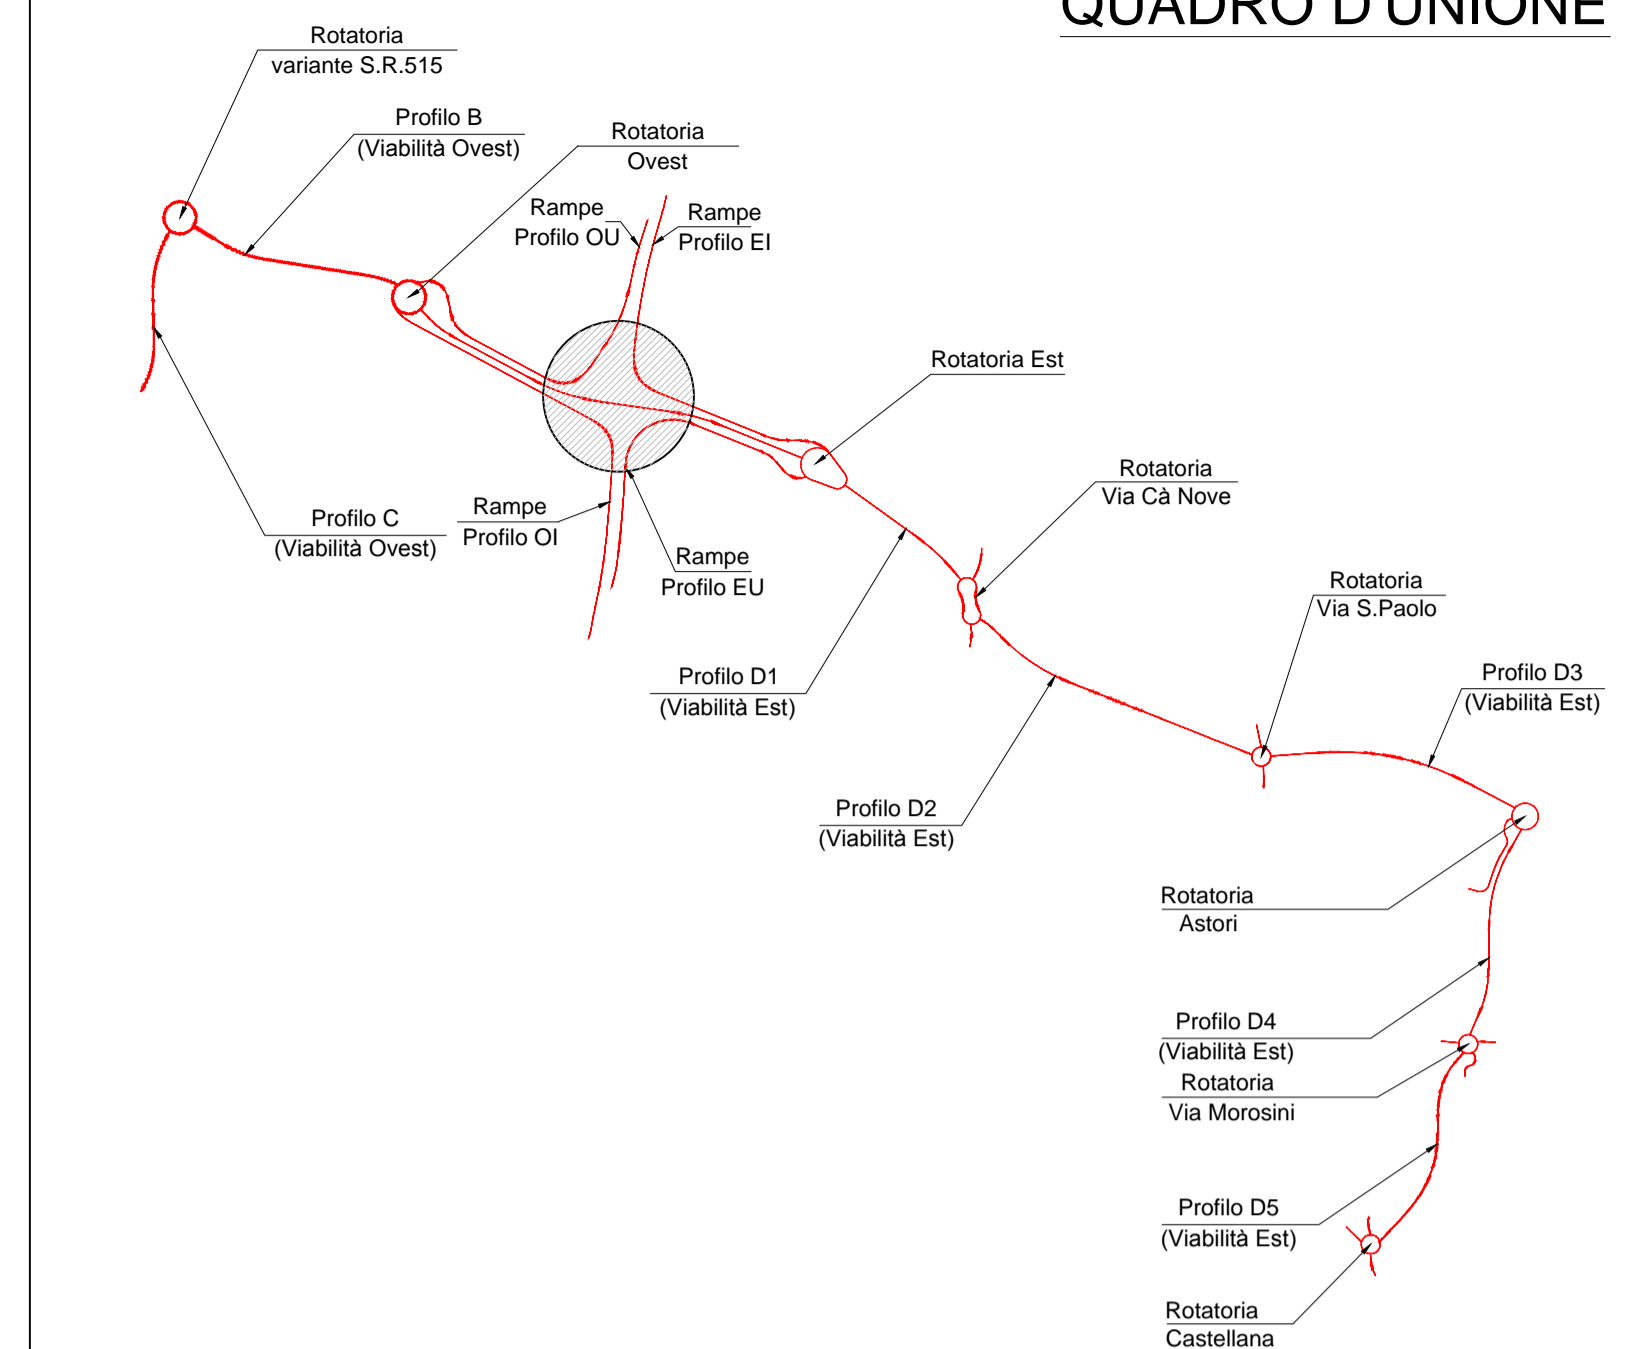 QUADRO D'UNIONE
Rotatoria
variante S.R.515
Profilo B
(Viabilità Ovest)
Rotatoria
Ovest
Rampe
Profilo OU
Rampe
Profilo EI
Rotatoria Est
Rotatoria
Via Cà Nove
Profilo C
(Viabilità Ovest)
Rampe
Profilo OI
Rampe
Profilo EU
Rotatoria
Via S.Paolo
Profilo D1
(Viabilità Est)
Profilo D3
(Viabilità Est)
Profilo D2
(Viabilità Est)
Rotatoria
Astori
Profilo D4
(Viabilità Est)
Rotatoria
Via Morosini
Profilo D5
(Viabilità Est)
Rotatoria
Castellana